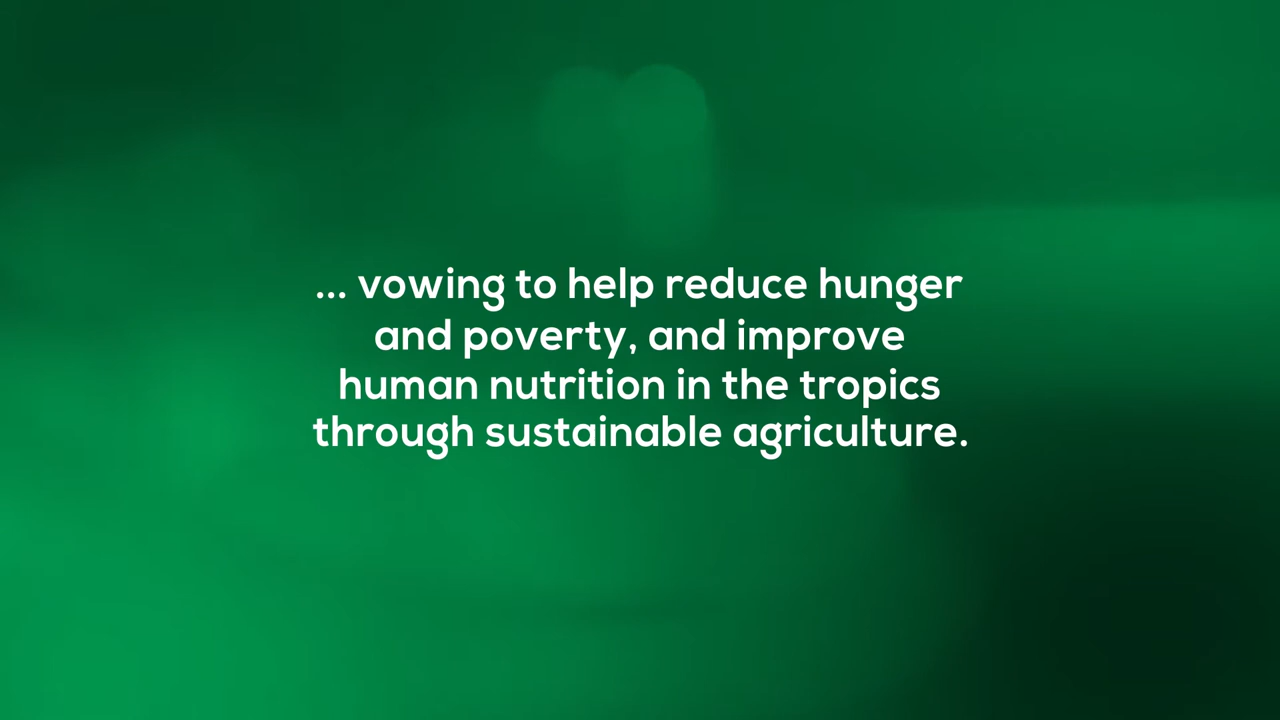 ... vowing to help reduce hunger
and poverty, and improve
human nutrition in the tropics
through sustainable agriculture.